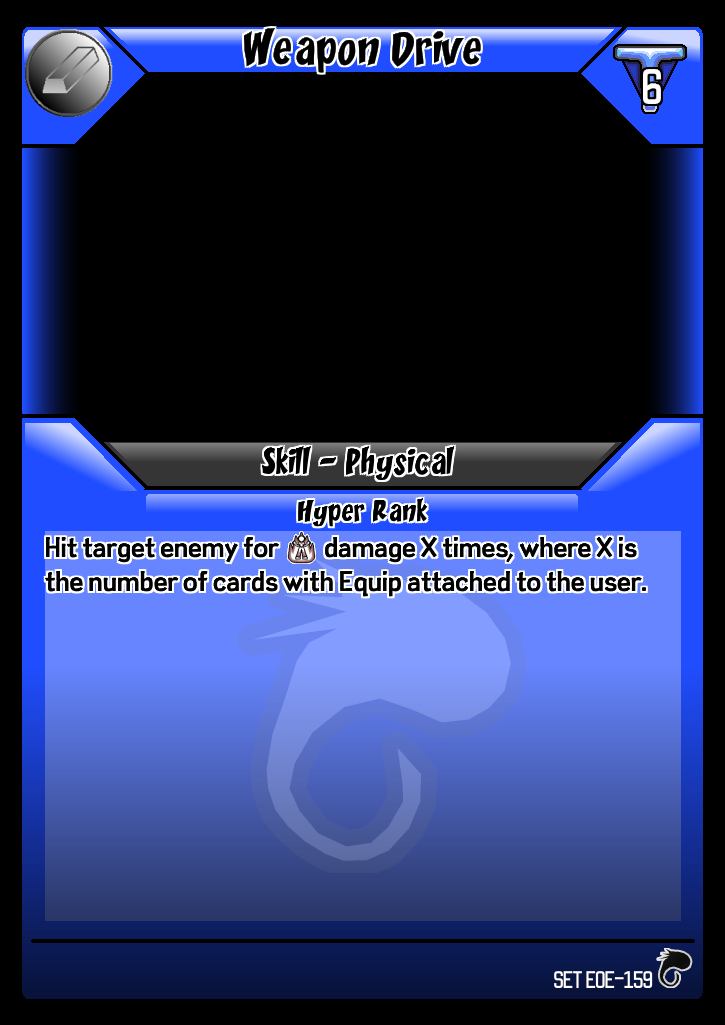 Weapon Drive
6
Skill - Physical
Hyper Rank
Hit target enemy for damage X times, where X is
the number of cards with Equip attached to the user.
SET EOE-159